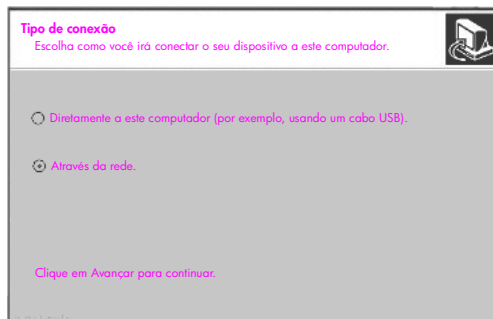 Tipo de conexão
Escolha como você irá conectar o seu dispositivo a este computador.
Diretamente a este computador (por exemplo, usando um cabo USB).
Através da rede.
Clique em Avançar para continuar.